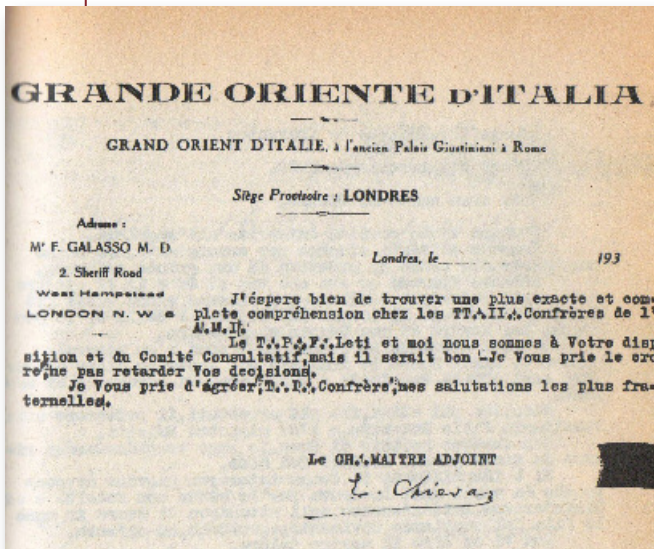 GRANDE ORIENTE D'ITALIA
GRAND ORIENT D'ITALIE, à l'ancien Palais Giustiniani à Rome
Siège Provisoire : LONDRES
Adresse :
Mr F. GALASSO M. D.
2. Sheriff Road
West Hampstead
LONDON N. W 6.
Londres, le 193
J'éspere bien de trouver une plus exacte et com-
plete compréhension chez les TT∴II∴Confrères de l'
A.M.I.
Le T∴P∴F∴Leti et moi nous sommes à Votre disp
sition et du Comité Consultatif,mais il serait bon -Je Vous prie le cro
re,ne pas retarder Vos decisions.
Je Vous prie d'agréer,T∴P∴Confrère,mes salutations les plus fra-
ternelles.
Le GR∴MAITRE ADJOINT